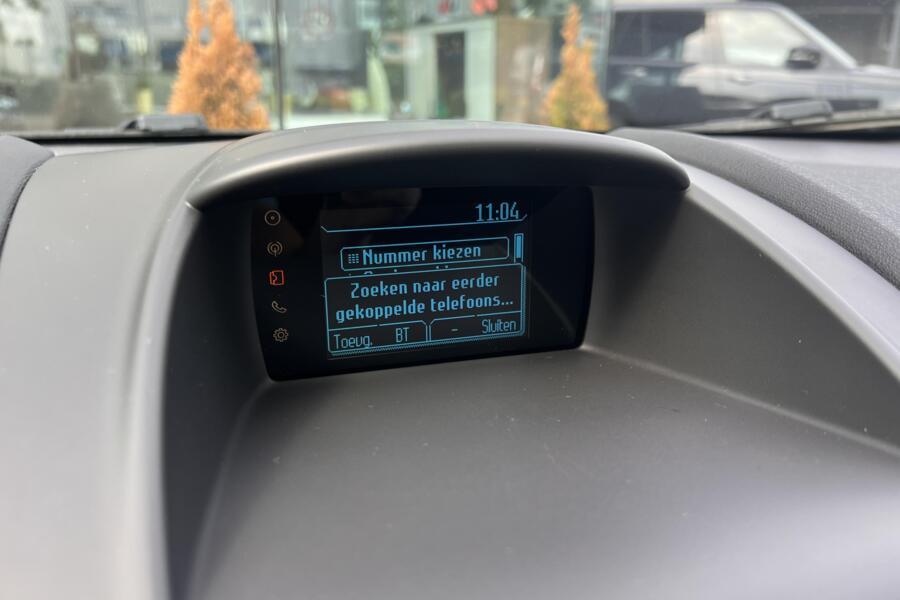 11:04
Nummer kiezen
Zoeken naar eerder
gekoppelde telefoons...
Toevg. BT - Sluiten